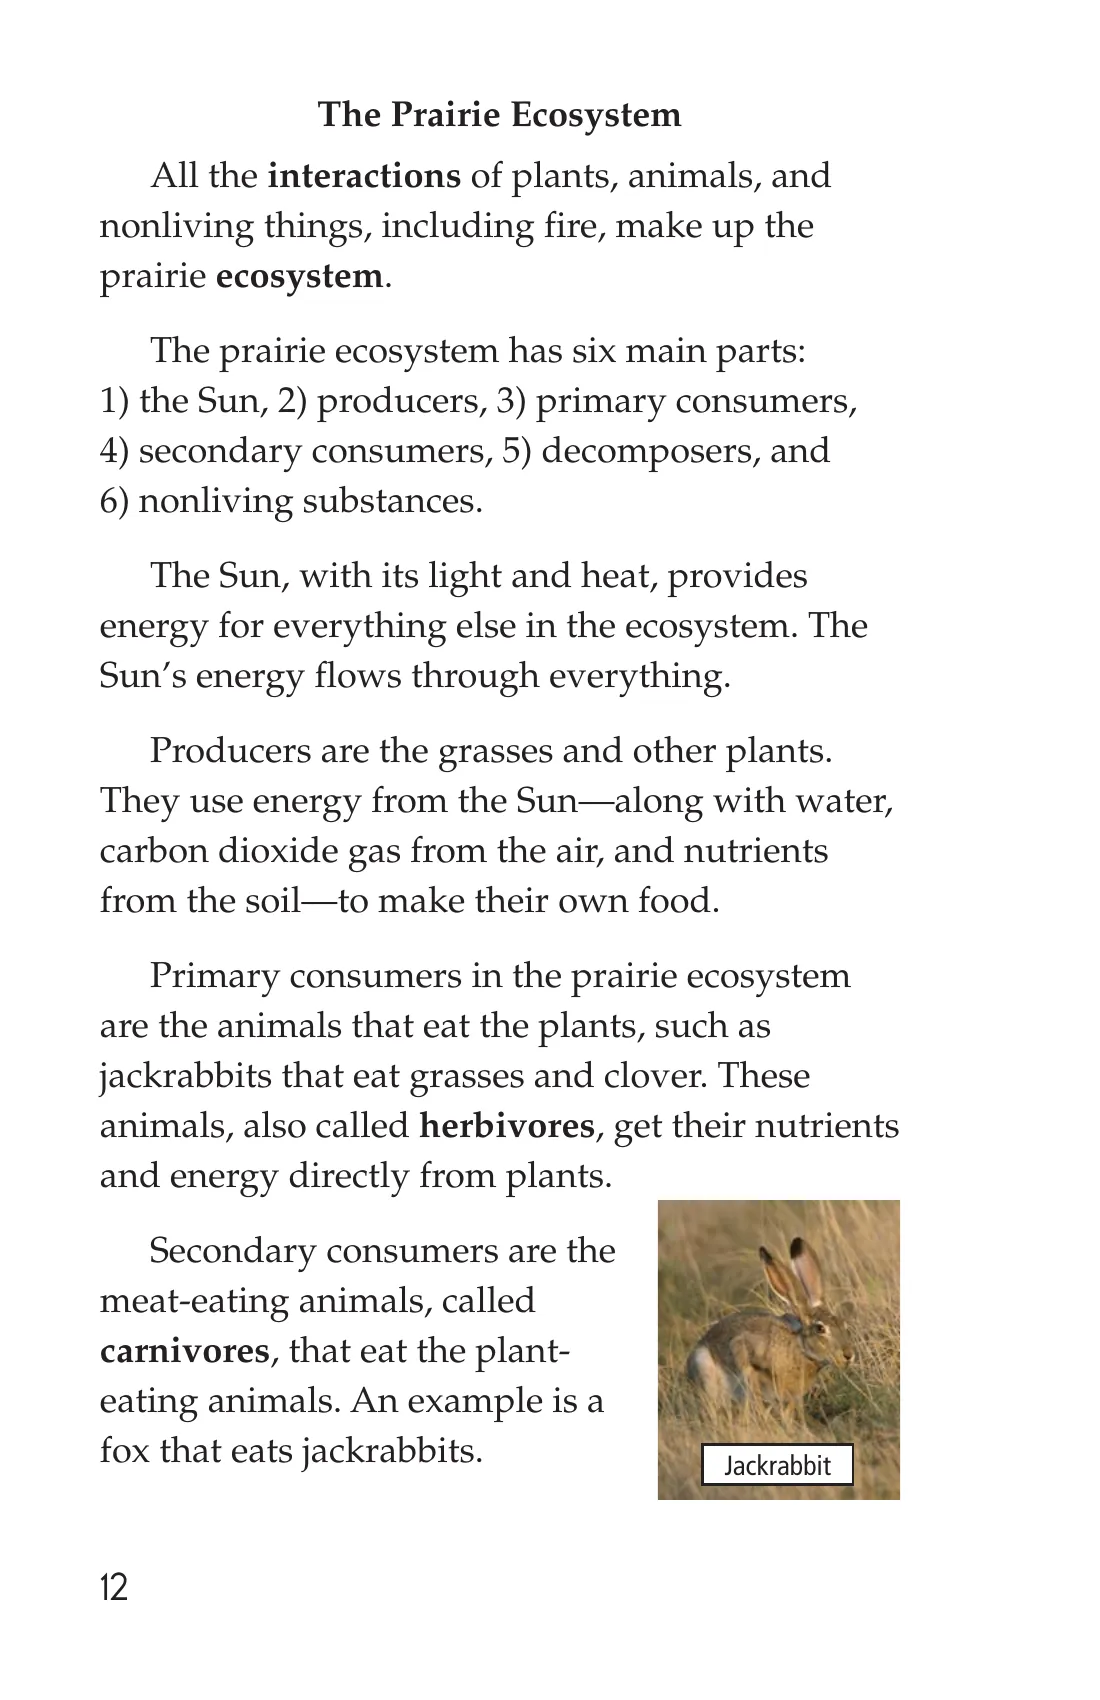 The Prairie Ecosystem
All the interactions of plants, animals, and
nonliving things, including fire, make up the
prairie ecosystem.
The prairie ecosystem has six main parts:
1) the Sun, 2) producers, 3) primary consumers,
4) secondary consumers, 5) decomposers, and
6) nonliving substances.
The Sun, with its light and heat, provides
energy for everything else in the ecosystem. The
Sun’s energy flows through everything.
Producers are the grasses and other plants.
They use energy from the Sun—along with water,
carbon dioxide gas from the air, and nutrients
from the soil—to make their own food.
Primary consumers in the prairie ecosystem
are the animals that eat the plants, such as
jackrabbits that eat grasses and clover. These
animals, also called herbivores, get their nutrients
and energy directly from plants.
Secondary consumers are the
meat-eating animals, called
carnivores, that eat the plant-
eating animals. An example is a
fox that eats jackrabbits.
Jackrabbit
12